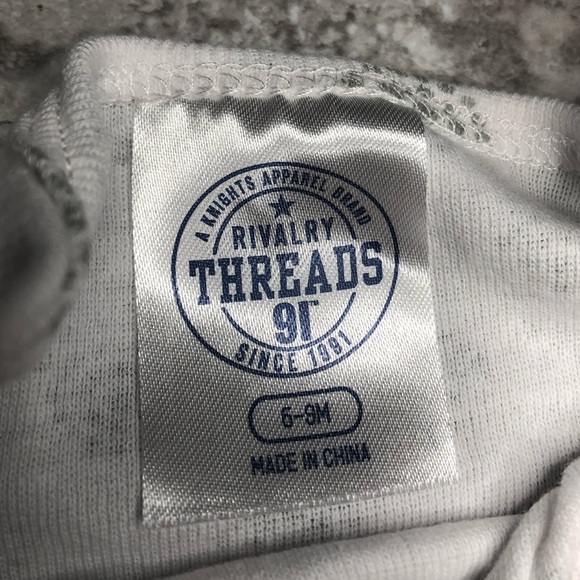 A KNIGHTS APPAREL BRAND
RIVALRY
THREADS
91
SINCE 1991
6-9M
MADE IN CHINA